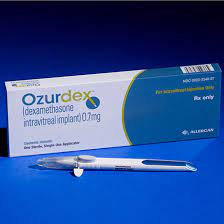 Ozurdex
(dexamethasone
intravitreal implant) 0.7mg
For Intravitreal Injection Only
Rx only
ALLERGAN